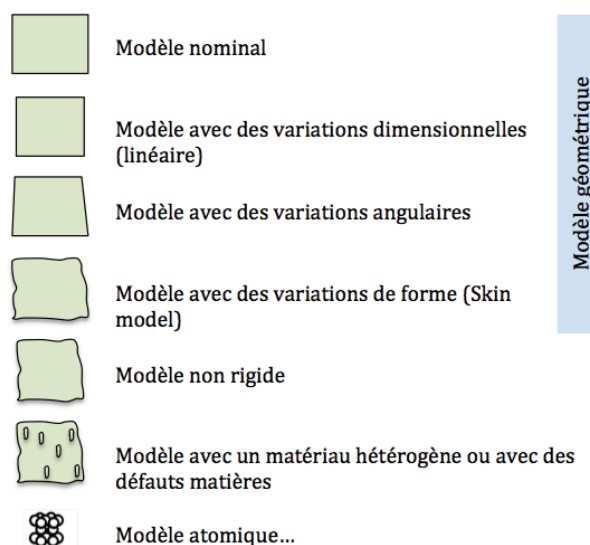 Modèle nominal
Modèle avec des variations dimensionnelles
(linéaire)
Modèle avec des variations angulaires
Modèle avec des variations de forme (Skin
model)
Modèle non rigide
Modèle avec un matériau hétérogène ou avec des
défauts matières
Modèle atomique...
Modèle géométrique